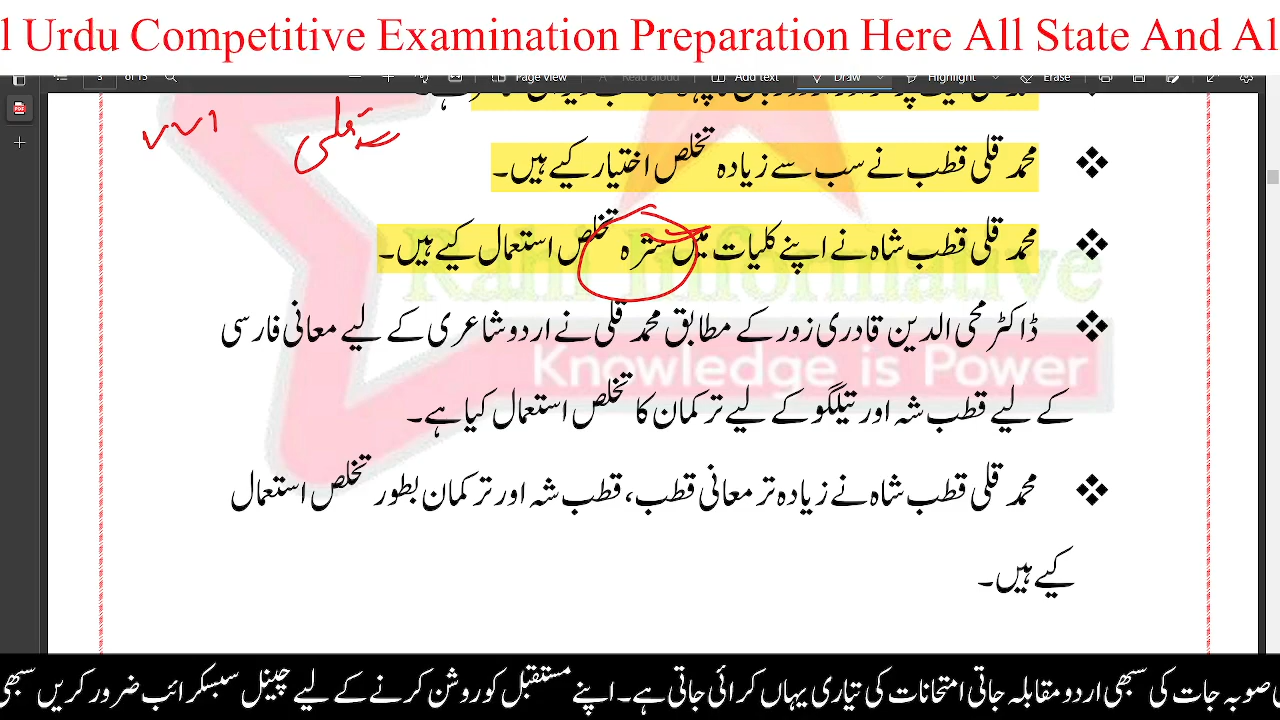 l Urdu Competitive Examination Preparation Here All State And Al
3 of 13
Page view
Read aloud
Add text
Draw
Highlight
Erase
محمد قلی قطب نے سب سے زیادہ تخلص اختیار کیے ہیں۔
محمد قلی قطب شاہ نے اپنے کلیات میں سترہ تخلص استعمال کیے ہیں۔
ڈاکٹر محی الدین قادری زور کے مطابق محمد قلی نے اردو شاعری کے لیے معانی فارسی
کے لیے قطب شہ اور تیلگو کے لیے ترکمان کا تخلص استعمال کیا ہے۔
محمد قلی قطب شاہ نے زیادہ تر معانی قطب، قطب شہ اور ترکمان بطور تخلص استعمال
کیے ہیں۔
Knowledge is Power
صوبہ جات کی سبھی اردو مقابلہ جاتی امتحانات کی تیاری یہاں کرائی جاتی ہے۔ اپنے مستقبل کو روشن کرنے کے لیے چینل سبسکرائب ضرور کریں سبھی